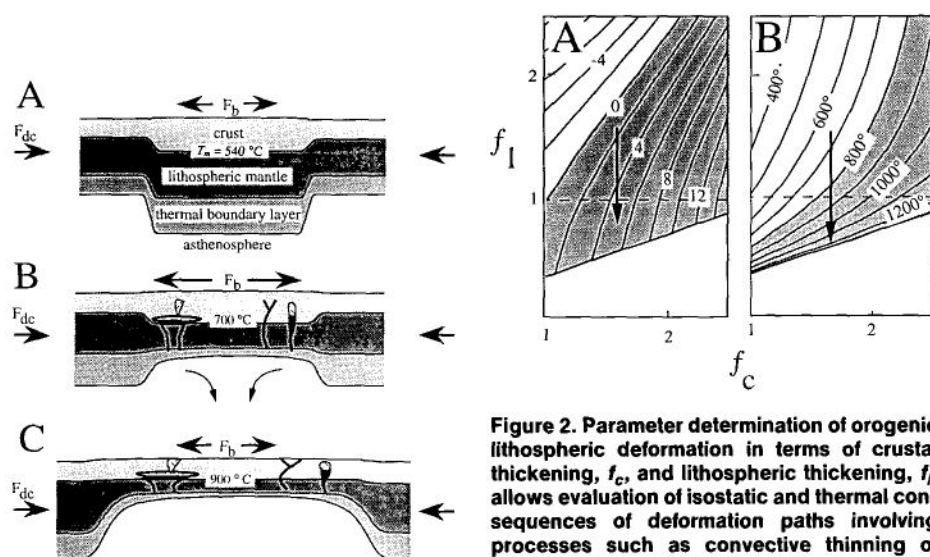 A
F_b
F_dc
crust
T_m = 540 °C
lithospheric mantle
thermal boundary layer
asthenosphere
B
F_b
F_dc
700 °C
C
F_b
F_dc
900 °C
A
-4
0
4
8
12
2
1
f_l
1
2
B
400°
600°
800°
1000°
1200°
1
2
f_c
Figure 2. Parameter determination of orogenic
lithospheric deformation in terms of crustal
thickening, f_c, and lithospheric thickening, f_l
allows evaluation of isostatic and thermal con-
sequences of deformation paths involving
processes such as convective thinning of